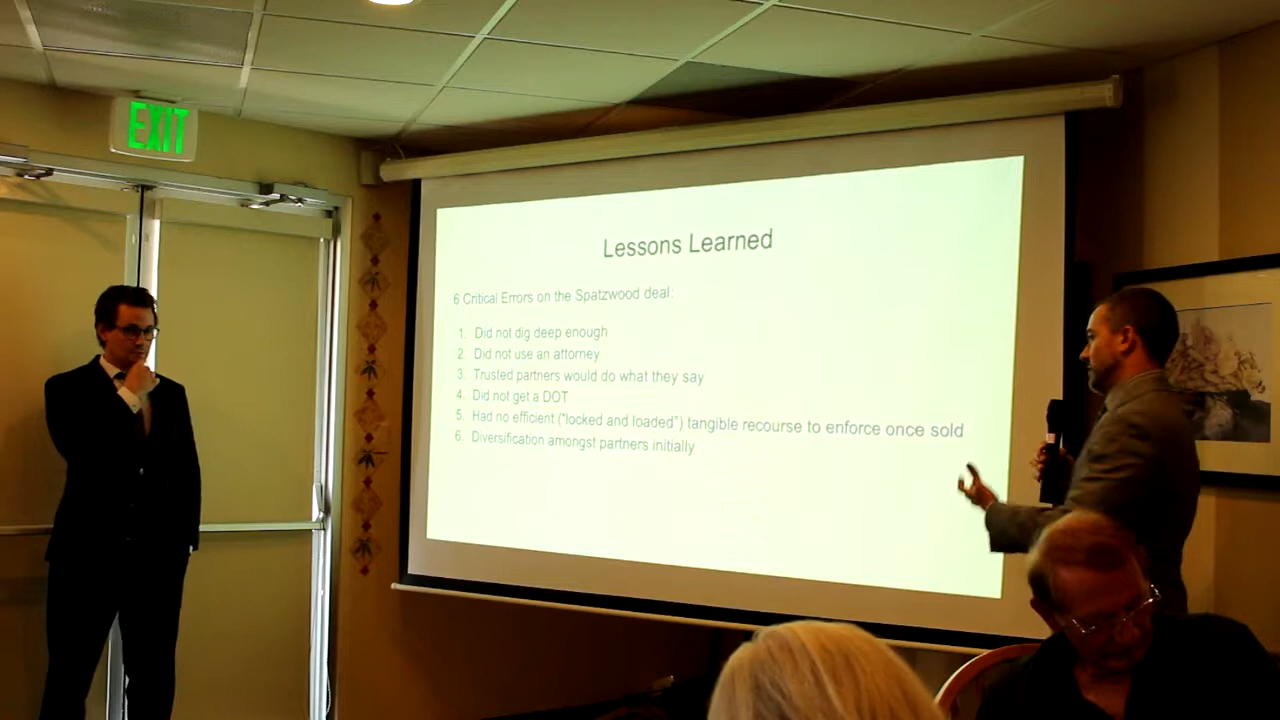 EXIT
Lessons Learned
6 Critical Errors on the Spatzwood deal:
1. Did not dig deep enough
2. Did not use an attorney
3. Trusted partners would do what they say
4. Did not get a DOT
5. Had no efficient ("locked and loaded") tangible recourse to enforce once sold
6. Diversification amongst partners initially